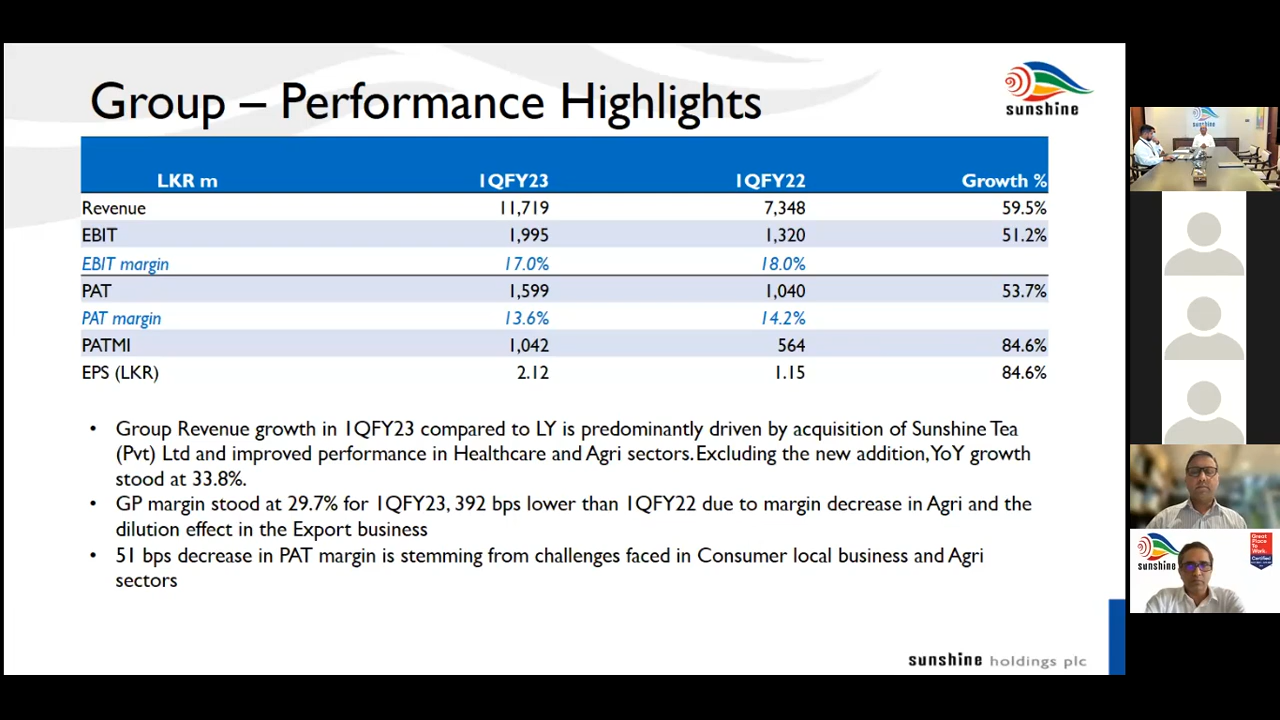 Group – Performance Highlights
sunshine
LKR m 1QFY23 1QFY22 Growth %
Revenue 11,719 7,348 59.5%
EBIT 1,995 1,320 51.2%
EBIT margin 17.0% 18.0%
PAT 1,599 1,040 53.7%
PAT margin 13.6% 14.2%
PATMI 1,042 564 84.6%
EPS (LKR) 2.12 1.15 84.6%
• Group Revenue growth in 1QFY23 compared to LY is predominantly driven by acquisition of Sunshine Tea
(Pvt) Ltd and improved performance in Healthcare and Agri sectors. Excluding the new addition, YoY growth
stood at 33.8%.
• GP margin stood at 29.7% for 1QFY23, 392 bps lower than 1QFY22 due to margin decrease in Agri and the
dilution effect in the Export business
• 51 bps decrease in PAT margin is stemming from challenges faced in Consumer local business and Agri
sectors
sunshine holdings plc
sunshine
sunshine
Great
Place
To
Work.
Certified